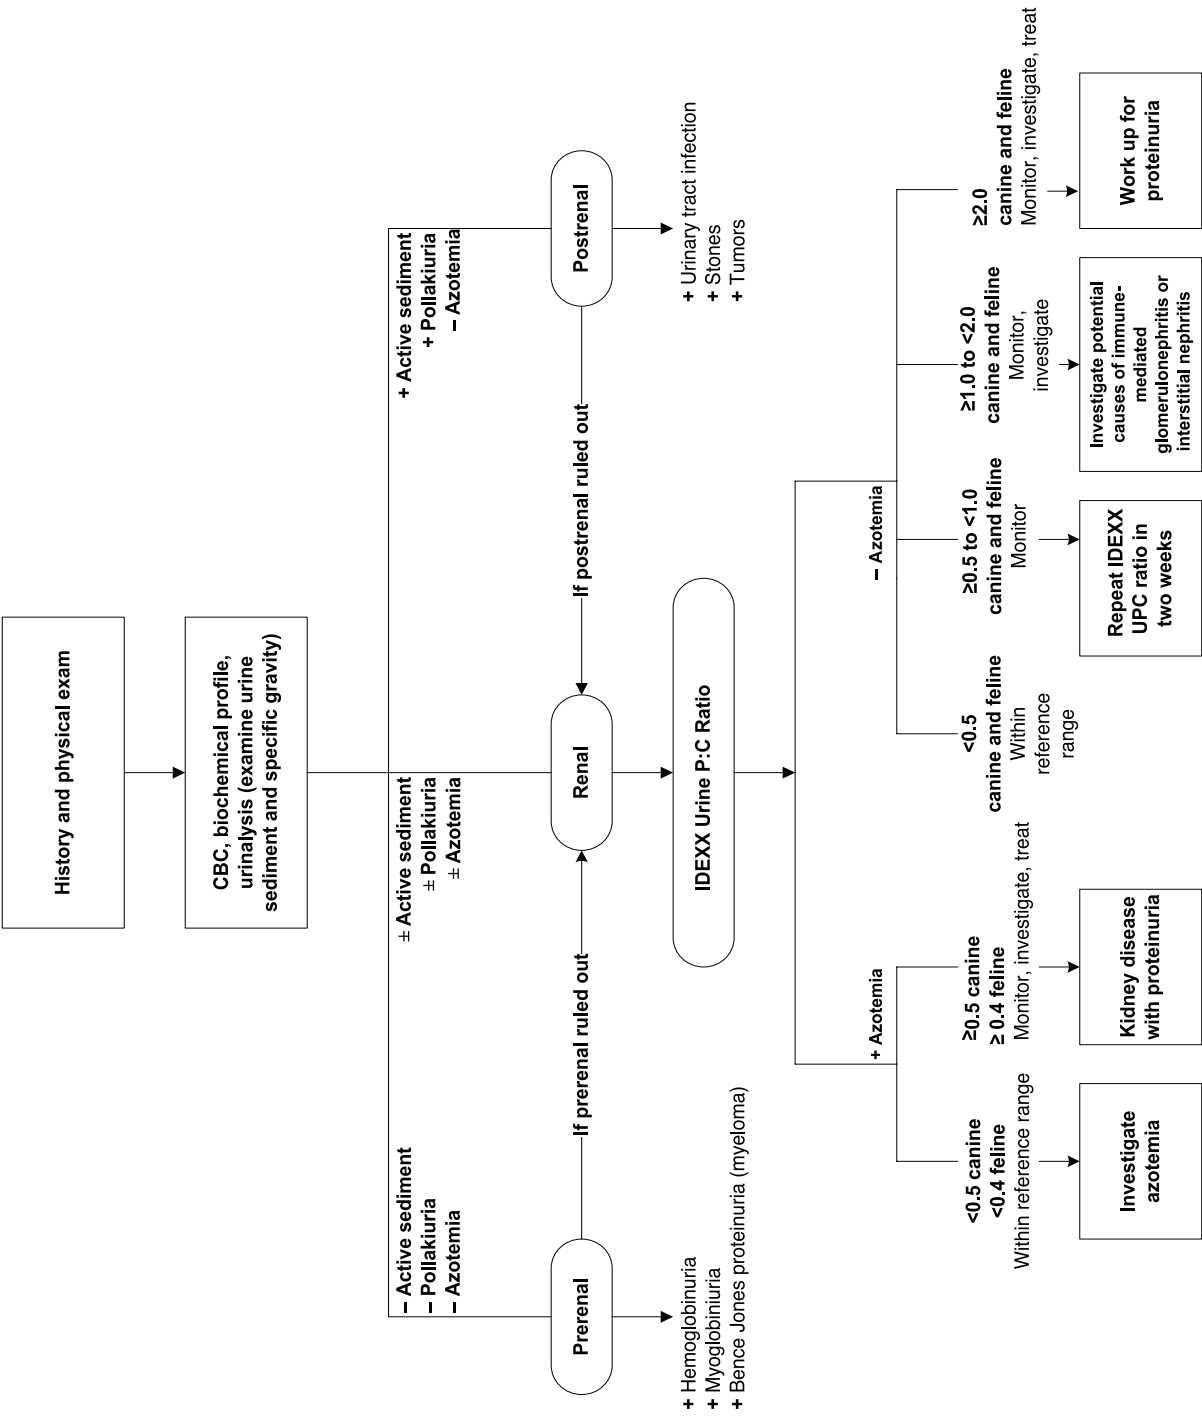 History and physical exam
CBC, biochemical profile,
urinalysis (examine urine
sediment and specific gravity)
– Active sediment
– Pollakiuria
– Azotemia
± Active sediment
± Pollakiuria
± Azotemia
+ Active sediment
+ Pollakiuria
– Azotemia
Prerenal
If prerenal ruled out
Renal
If postrenal ruled out
Postrenal
+ Hemoglobinuria
+ Myoglobiniuria
+ Bence Jones proteinuria (myeloma)
IDEXX Urine P:C Ratio
+ Urinary tract infection
+ Stones
+ Tumors
+ Azotemia
– Azotemia
<0.5 canine
<0.4 feline
Within reference range
≥0.5 canine
≥ 0.4 feline
Monitor, investigate, treat
<0.5
canine and feline
Within
reference
range
≥0.5 to <1.0
canine and feline
Monitor
≥1.0 to <2.0
canine and feline
Monitor,
investigate
≥2.0
canine and feline
Monitor, investigate, treat
Investigate
azotemia
Kidney disease
with proteinuria
Repeat IDEXX
UPC ratio in
two weeks
Investigate potential
causes of immune-
mediated
glomerulonephritis or
interstitial nephritis
Work up for
proteinuria